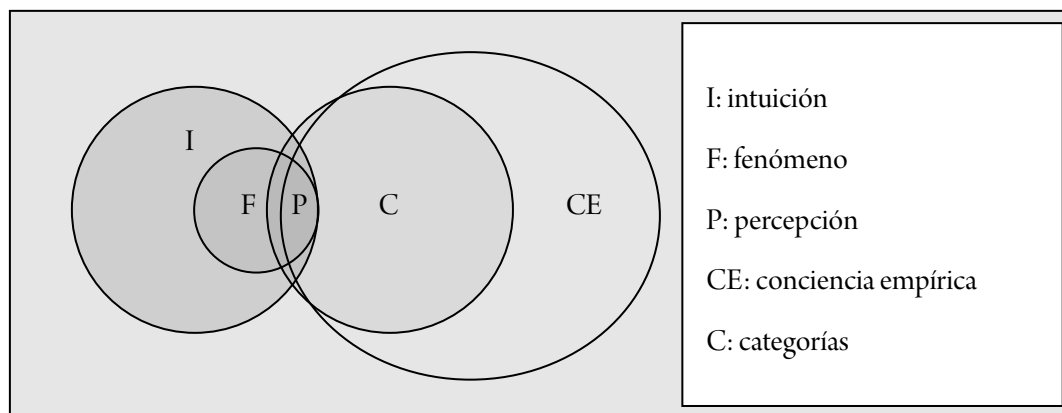 I
F
P
C
CE
I: intuición
F: fenómeno
P: percepción
CE: conciencia empírica
C: categorías